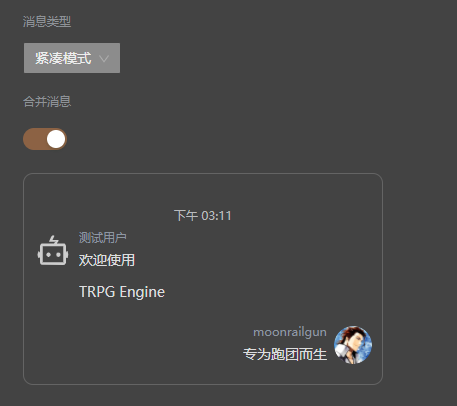 消息类型
紧凑模式
合并消息
下午 03:11
测试用户
欢迎使用
TRPG Engine
moonrailgun
专为跑团而生